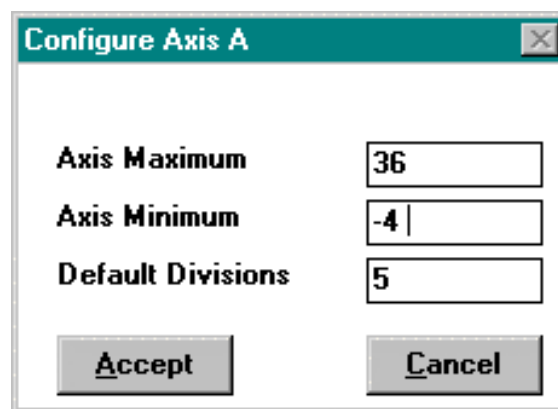 Configure Axis A
Axis Maximum 36
Axis Minimum -4
Default Divisions 5
Accept Cancel